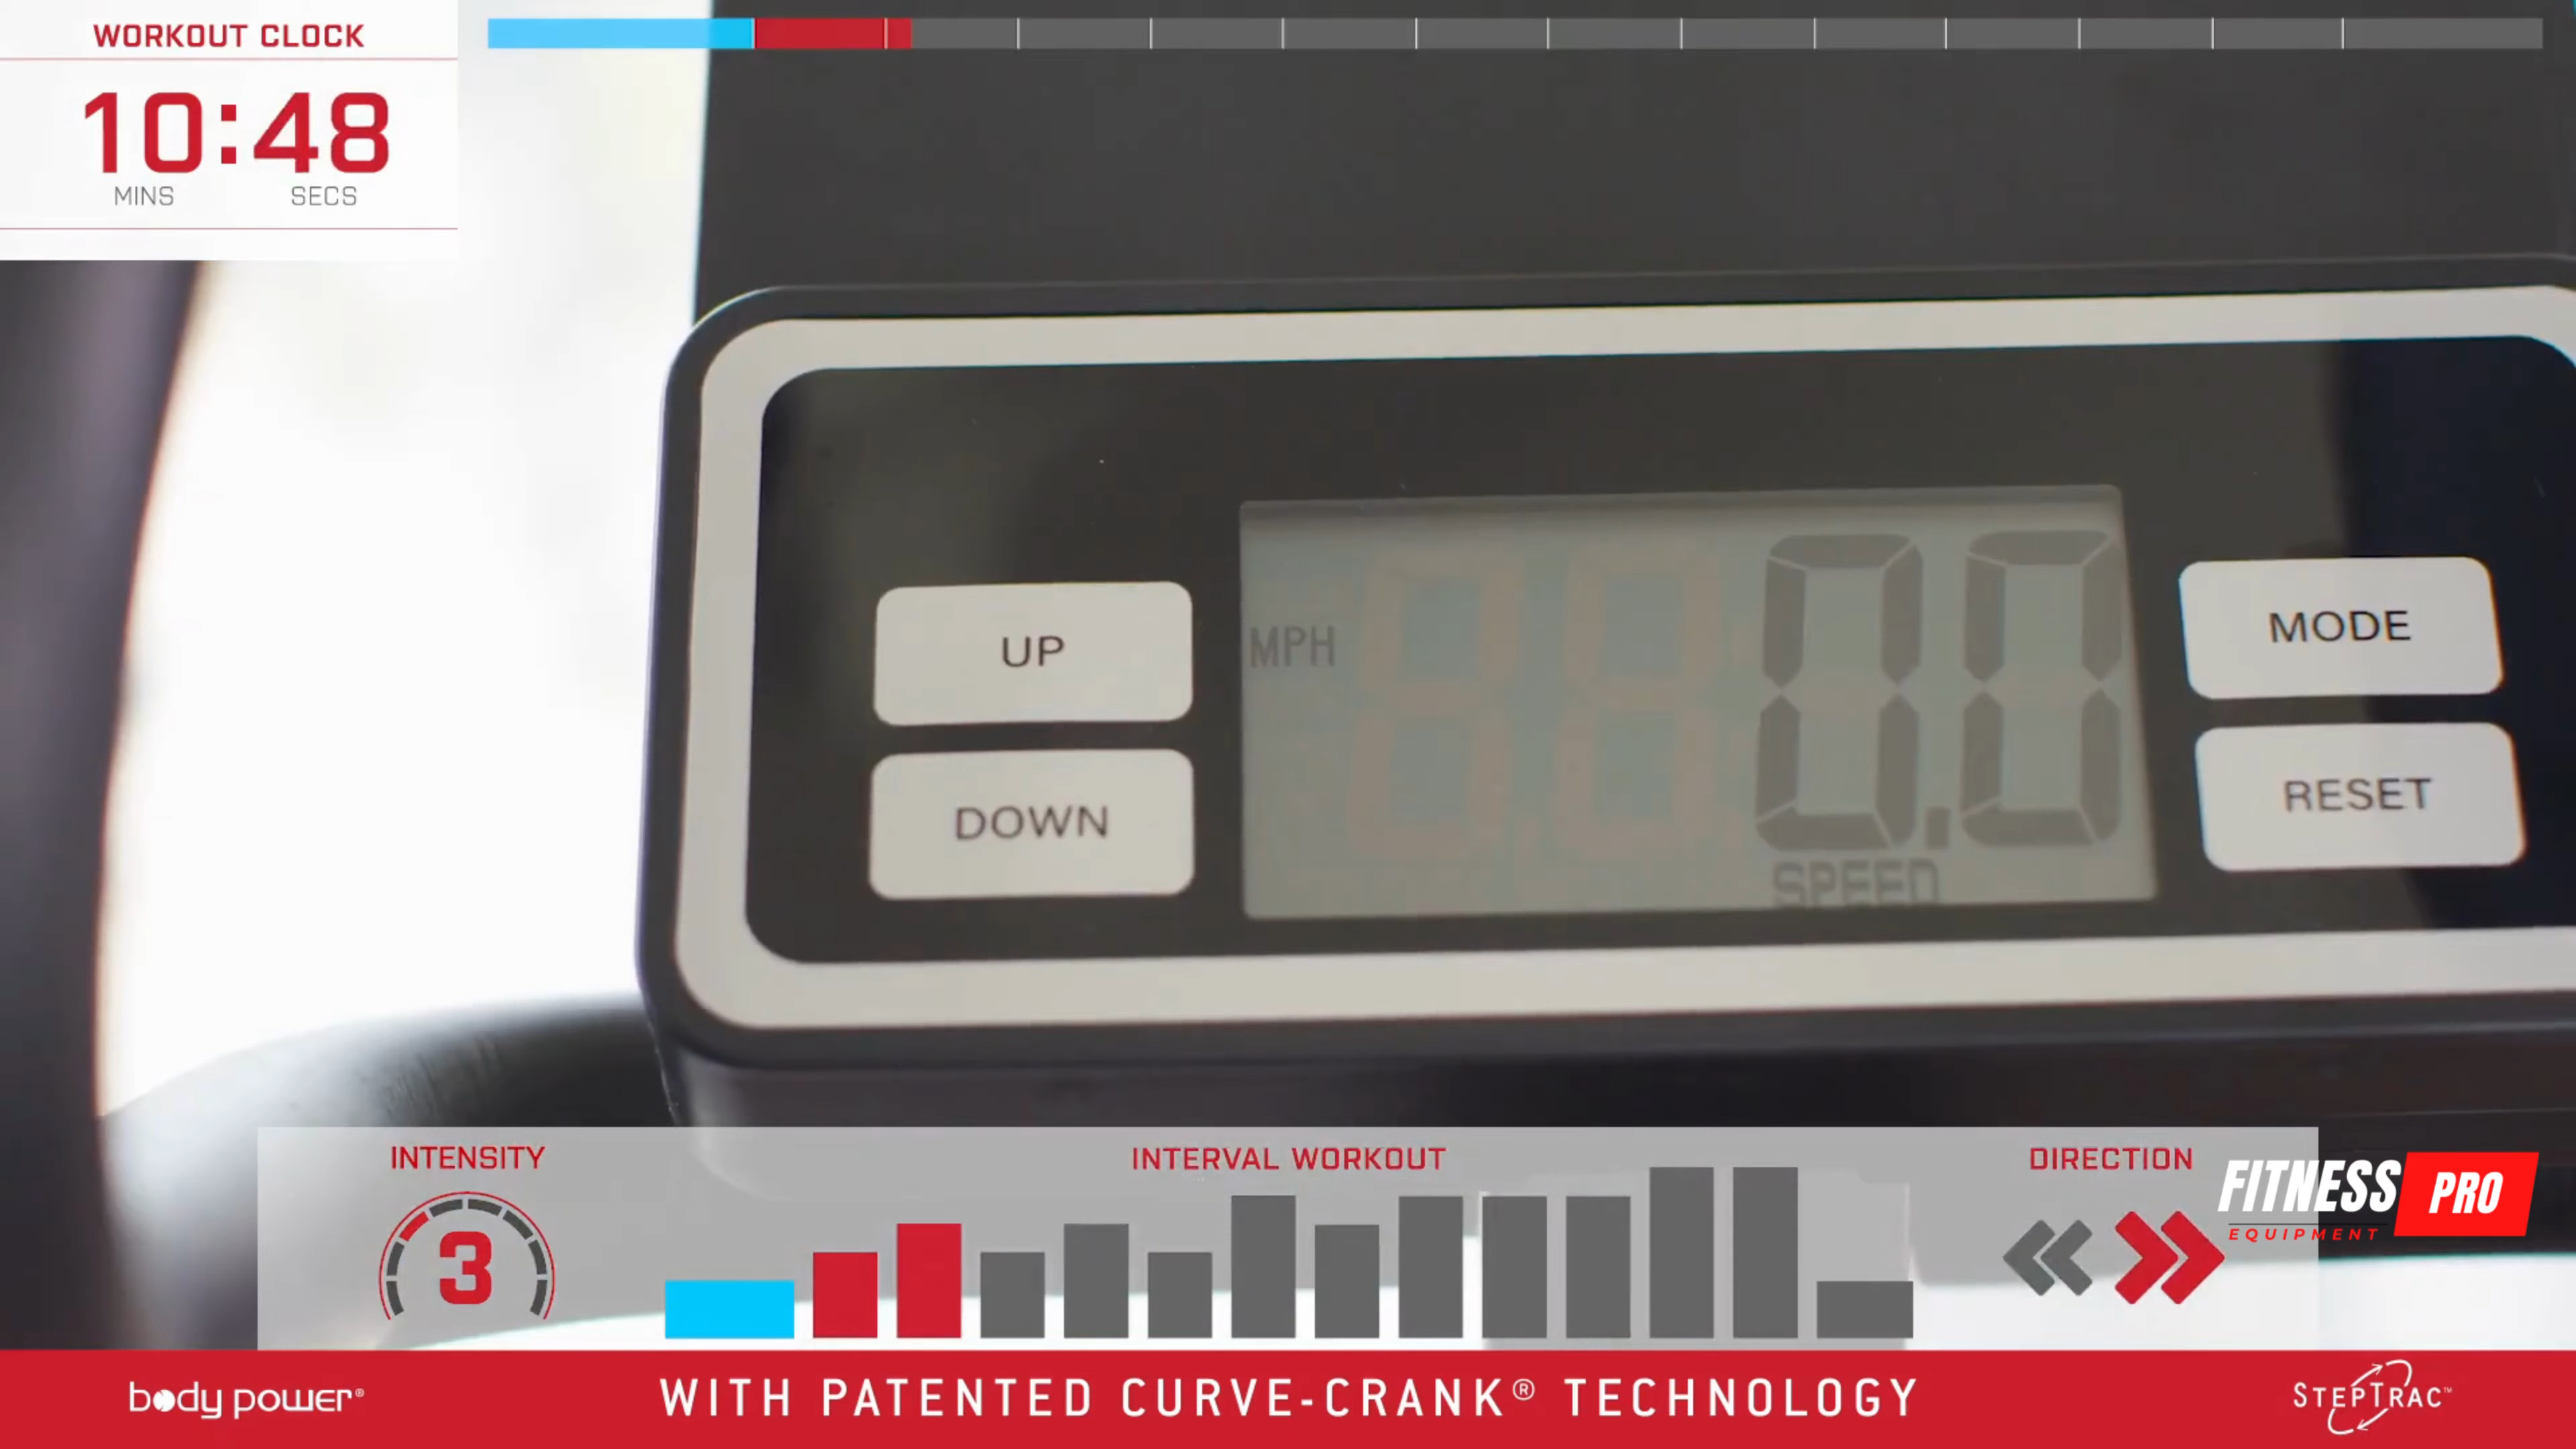 WORKOUT CLOCK
10:48
MINS SECS
UP
DOWN
MPH
0.0
SPEED
MODE
RESET
INTENSITY
3
INTERVAL WORKOUT
DIRECTION
FITNESS PRO
EQUIPMENT
body power®
WITH PATENTED CURVE-CRANK® TECHNOLOGY
STEPTRAC™